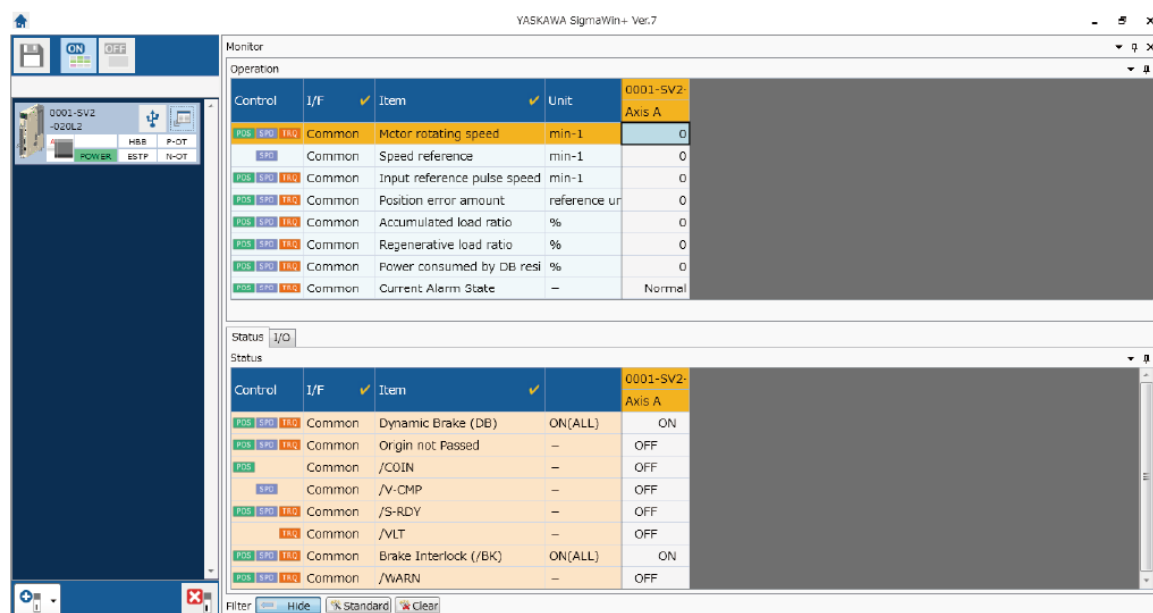 YASKAWA SigmaWin+ Ver.7
ON OFF
0001-SV2
-020L2
HBB P-OT
POWER ESTP N-OT
Monitor
Operation
Control I/F Item Unit 0001-SV2-
Axis A
POS SPD TRQ Common Motor rotating speed min-1 0
SPD Common Speed reference min-1 0
POS SPD TRQ Common Input reference pulse speed min-1 0
POS SPD TRQ Common Position error amount reference ur 0
POS SPD TRQ Common Accumulated load ratio % 0
POS SPD TRQ Common Regenerative load ratio % 0
POS SPD TRQ Common Power consumed by DB resi % 0
POS SPD TRQ Common Current Alarm State – Normal
Status I/O
Status
Control I/F Item 0001-SV2-
Axis A
POS SPD TRQ Common Dynamic Brake (DB) ON(ALL) ON
POS SPD TRQ Common Origin not Passed – OFF
POS Common /COIN – OFF
SPD Common /V-CMP – OFF
POS SPD TRQ Common /S-RDY – OFF
TRQ Common /VLT – OFF
POS SPD TRQ Common Brake Interlock (/BK) ON(ALL) ON
POS SPD TRQ Common /WARN – OFF
Filter Hide Standard Clear